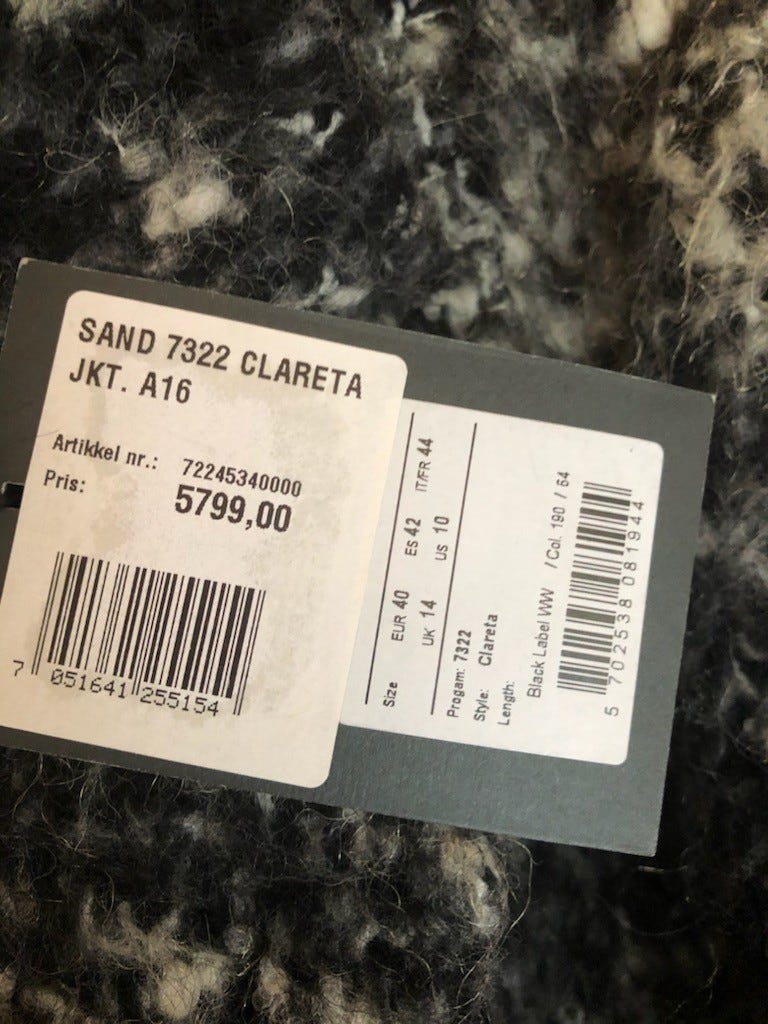 SAND 7322 CLARETA
JKT. A16
Artikkel nr.: 72245340000
Pris: 5799,00
7 051641 255154
Size EUR 40 ES 42 IT/FR 44
UK 14 US 10
Progam: 7322
Style: Clareta
Length:
Black Label WW / Col. 190 / 64
5 702538 081944